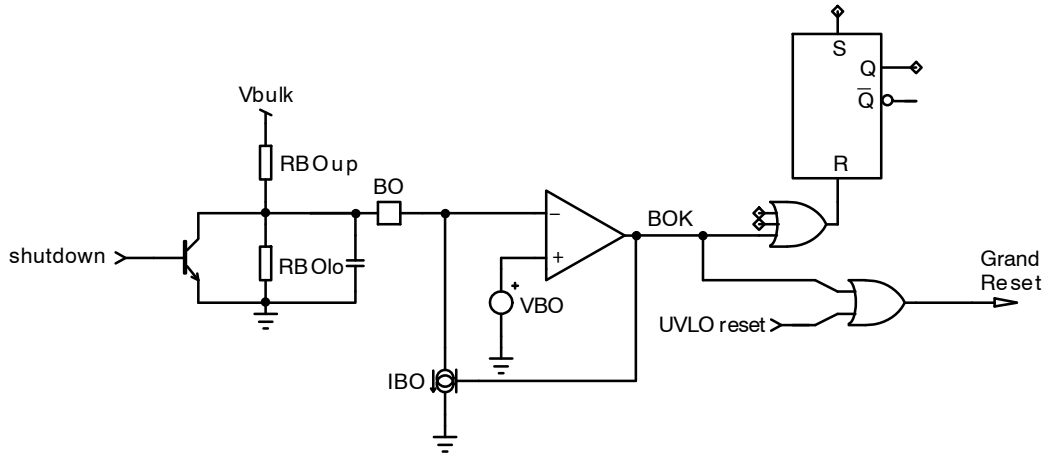 S
Q
Q̅
R
Vbulk
RBOup
BO
BOK
shutdown
RBOlo
VBO
UVLO reset
Grand
Reset
IBO